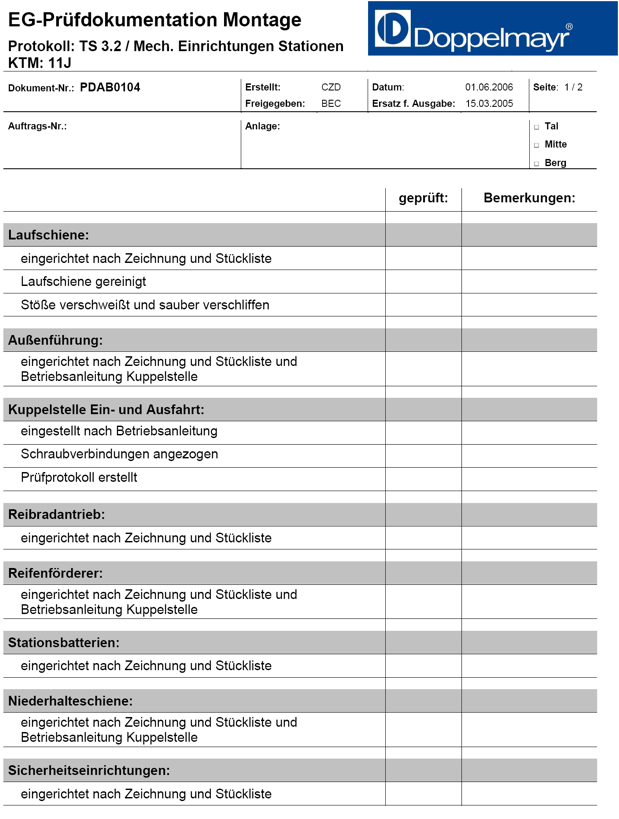 EG-Prüfdokumentation Montage
Protokoll: TS 3.2 / Mech. Einrichtungen Stationen
KTM: 11J
Doppelmayr®
Dokument-Nr.: PDAB0104
Erstellt: CZD
Freigegeben: BEC
Datum: 01.06.2006
Ersatz f. Ausgabe: 15.03.2005
Seite: 1 / 2
Auftrags-Nr.:
Anlage:
□ Tal
□ Mitte
□ Berg
geprüft: Bemerkungen:
Laufschiene:
eingerichtet nach Zeichnung und Stückliste
Laufschiene gereinigt
Stöße verschweißt und sauber verschliffen
Außenführung:
eingerichtet nach Zeichnung und Stückliste und
Betriebsanleitung Kuppelstelle
Kuppelstelle Ein- und Ausfahrt:
eingestellt nach Betriebsanleitung
Schraubverbindungen angezogen
Prüfprotokoll erstellt
Reibradantrieb:
eingerichtet nach Zeichnung und Stückliste
Reifenförderer:
eingerichtet nach Zeichnung und Stückliste und
Betriebsanleitung Kuppelstelle
Stationsbatterien:
eingerichtet nach Zeichnung und Stückliste
Niederhalteschiene:
eingerichtet nach Zeichnung und Stückliste und
Betriebsanleitung Kuppelstelle
Sicherheitseinrichtungen:
eingerichtet nach Zeichnung und Stückliste